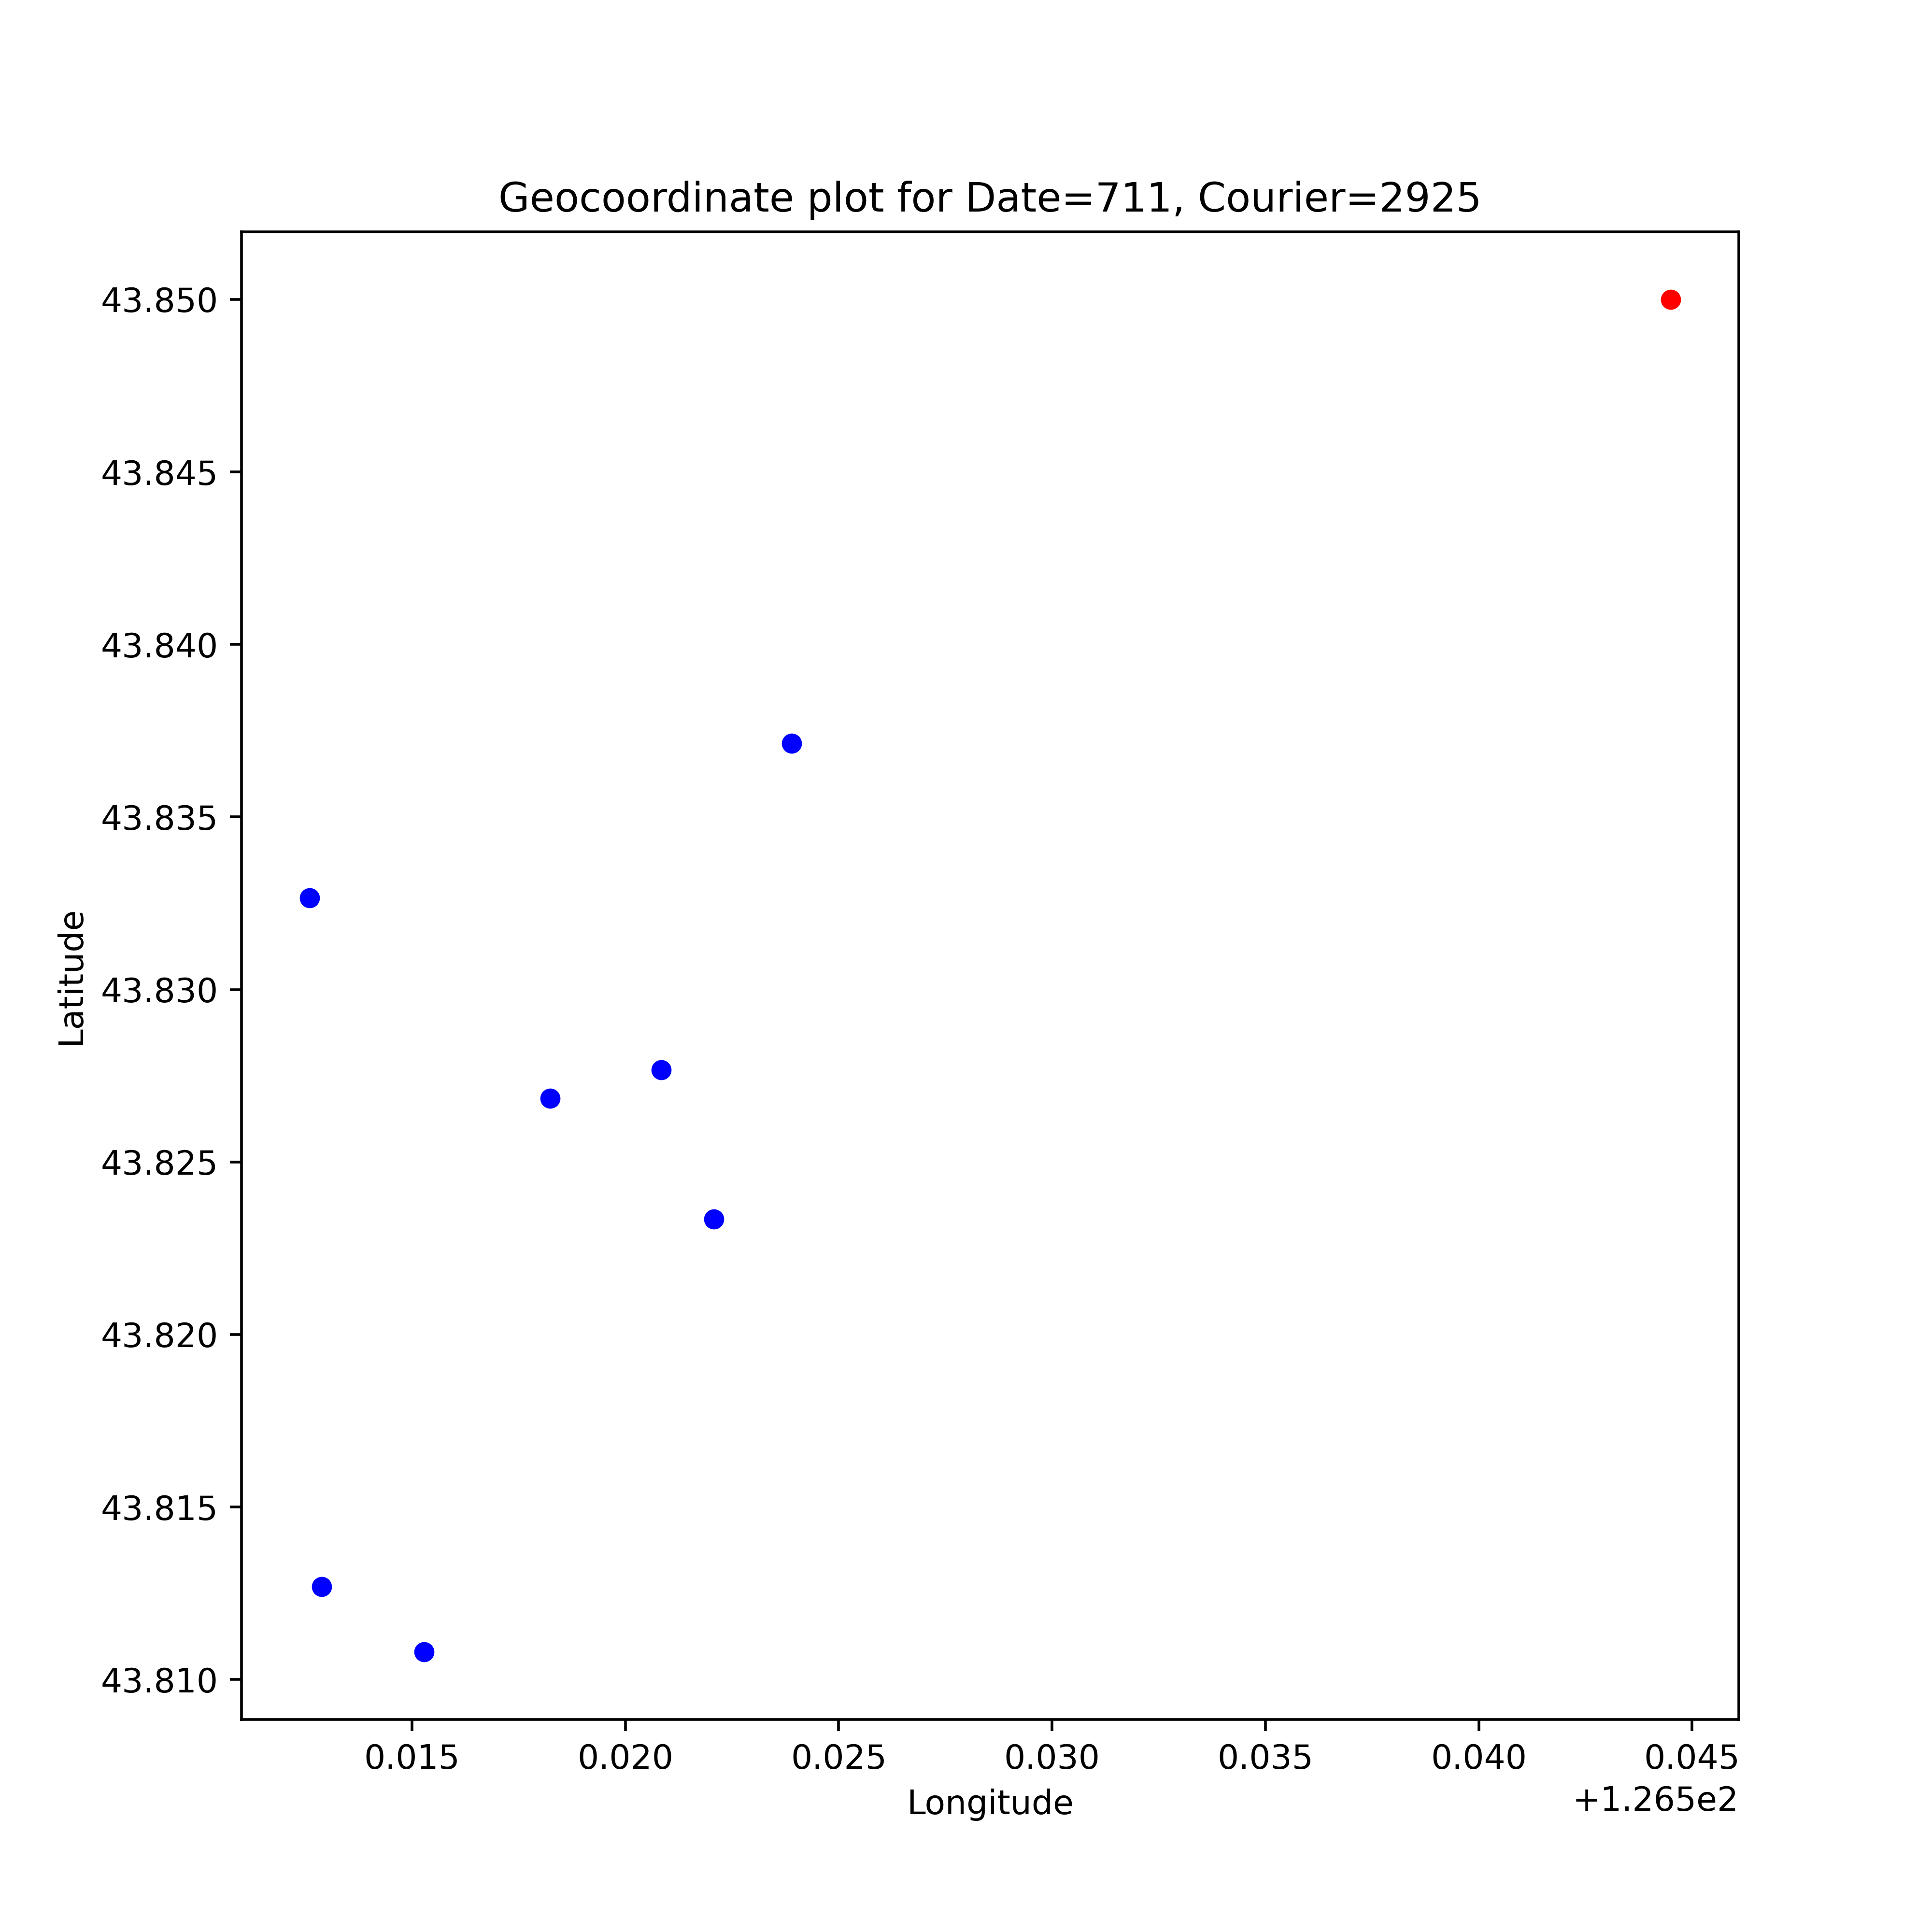 Geocoordinate plot for Date=711, Courier=2925
43.850
43.845
43.840
43.835
43.830
43.825
43.820
43.815
43.810
Latitude
0.015 0.020 0.025 0.030 0.035 0.040 0.045
+1.265e2
Longitude